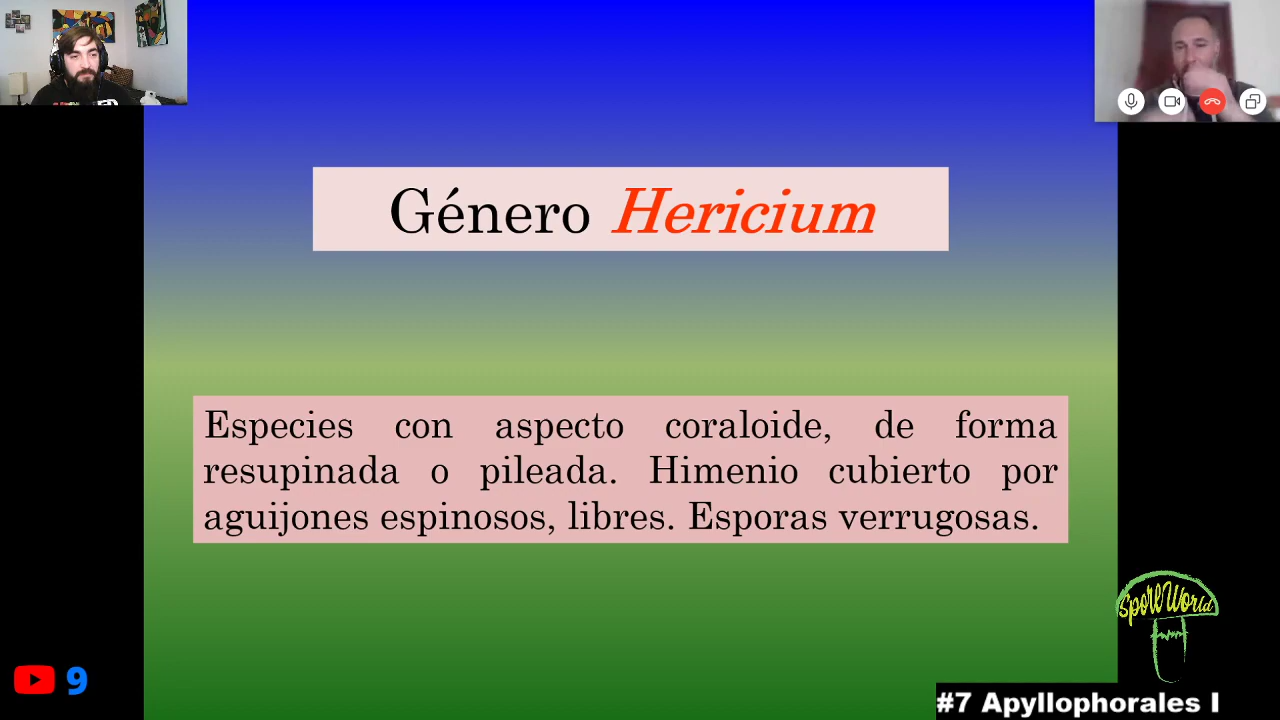 Género Hericium
Especies con aspecto coraloide, de forma
resupinada o pileada. Himenio cubierto por
aguijones espinosos, libres. Esporas verrugosas.
SporeWorld
9
#7 Apyllophorales I